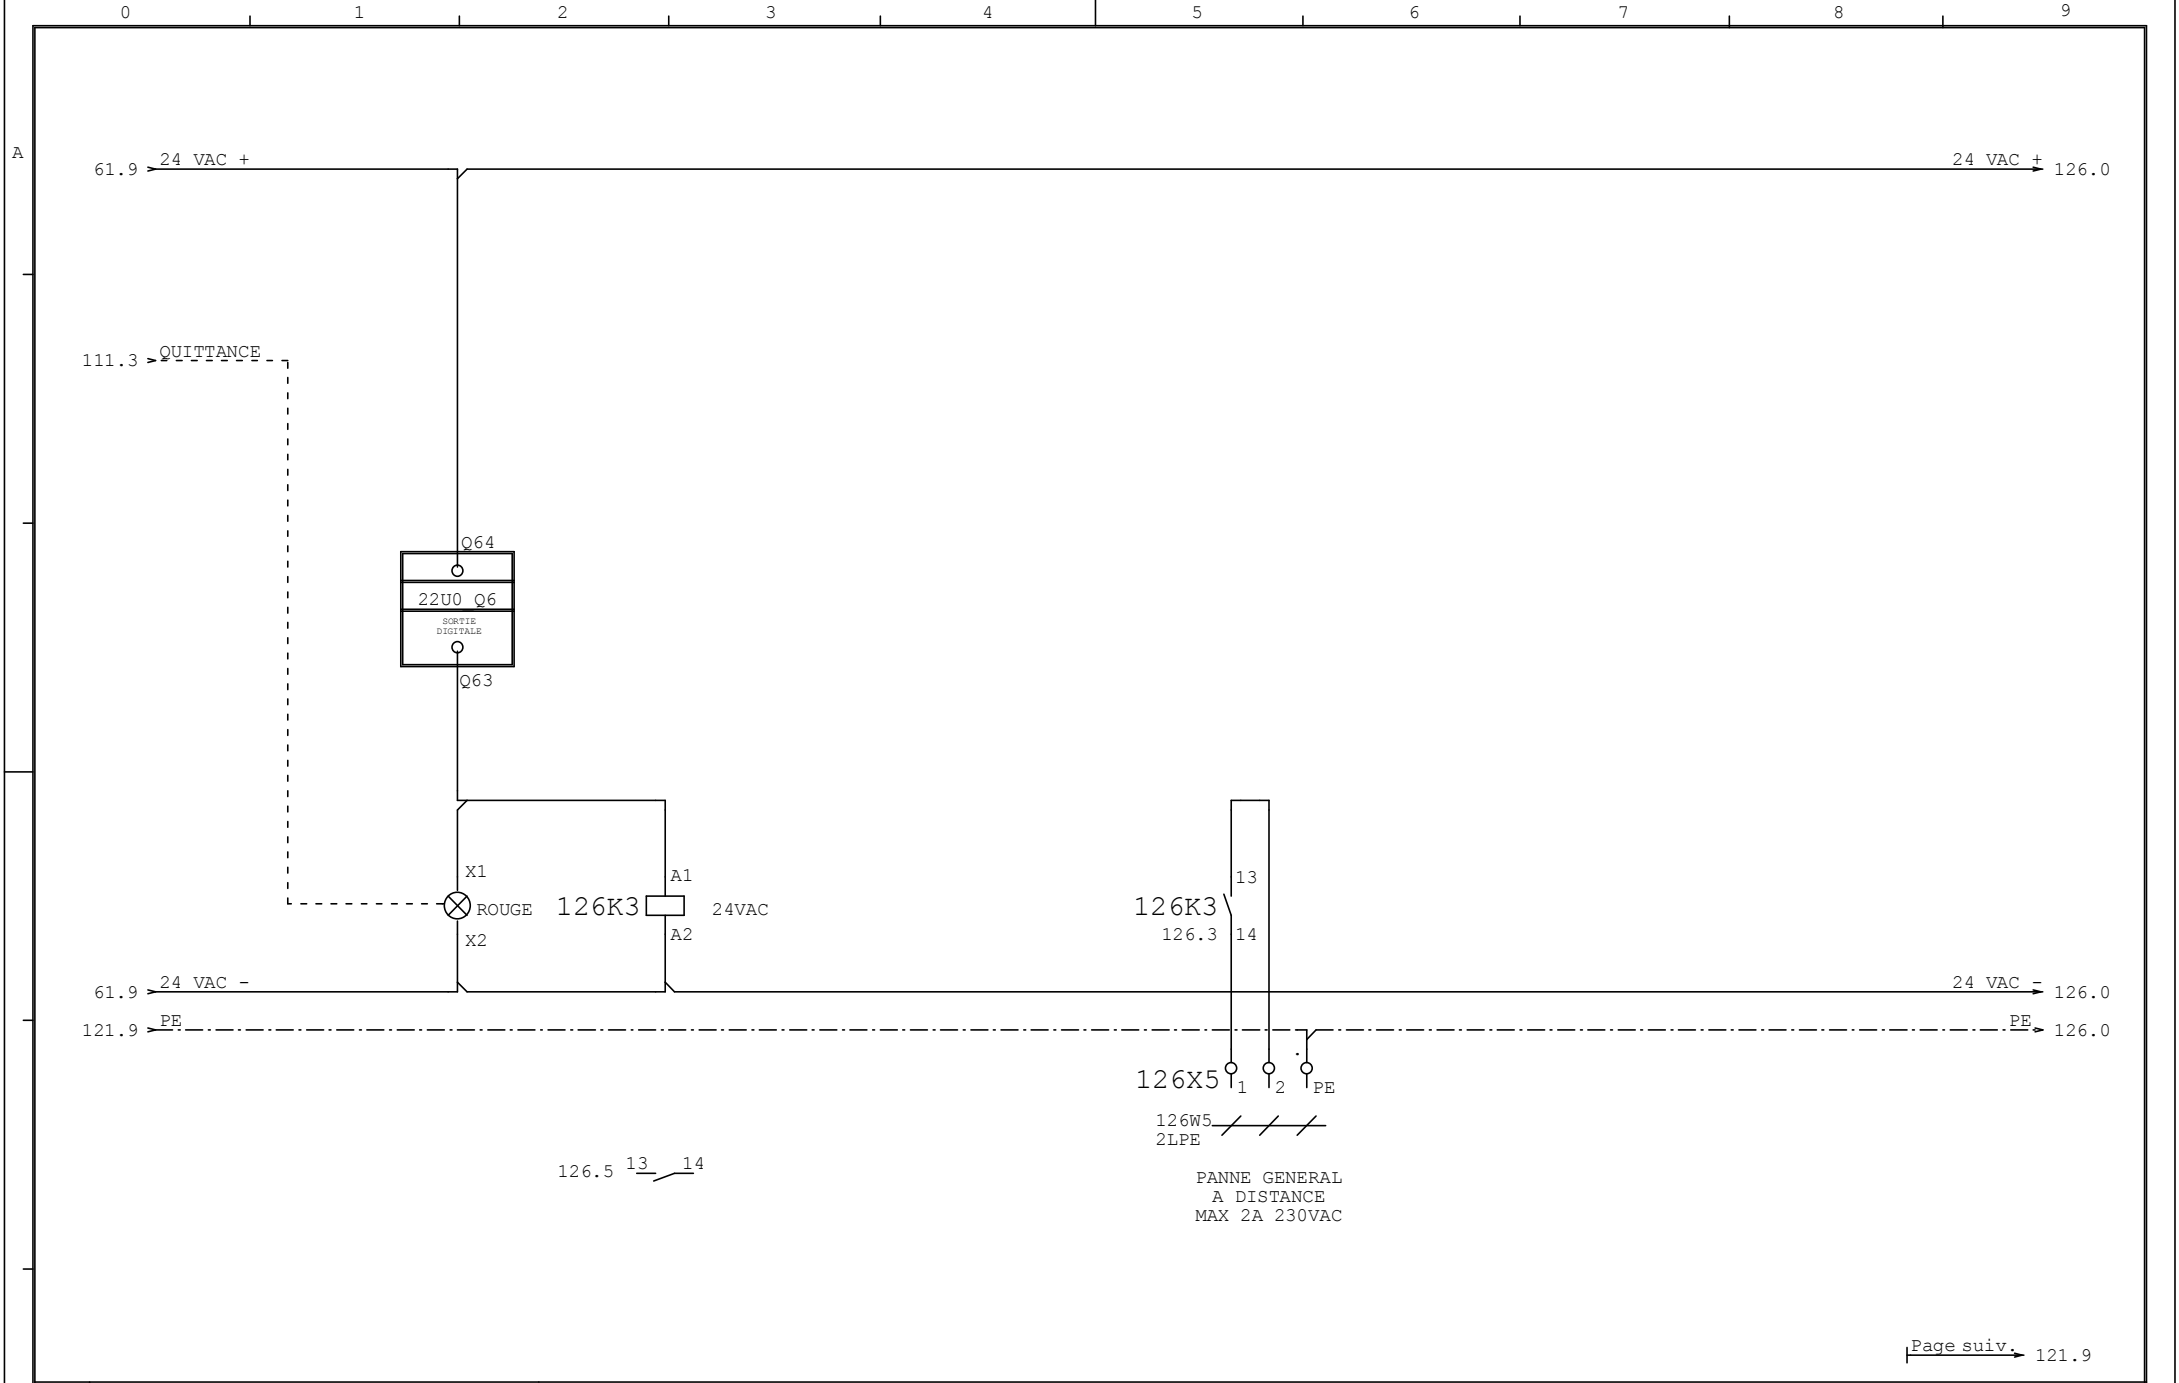 0 1 2 3 4 5 6 7 8 9
A
24 VAC + 24 VAC +
61.9 126.0
QUITTANCE
111.3
Q64
22U0 Q6
SORTIE
DIGITALE
Q63
X1 A1 13
ROUGE 126K3 24VAC 126K3
X2 A2 126.3 14
24 VAC - 24 VAC -
61.9 126.0
PE PE
121.9 126.0
126X5 1 2 PE
126W5
2LPE
126.5 13 14
PANNE GENERAL
A DISTANCE
MAX 2A 230VAC
Page suiv. 121.9